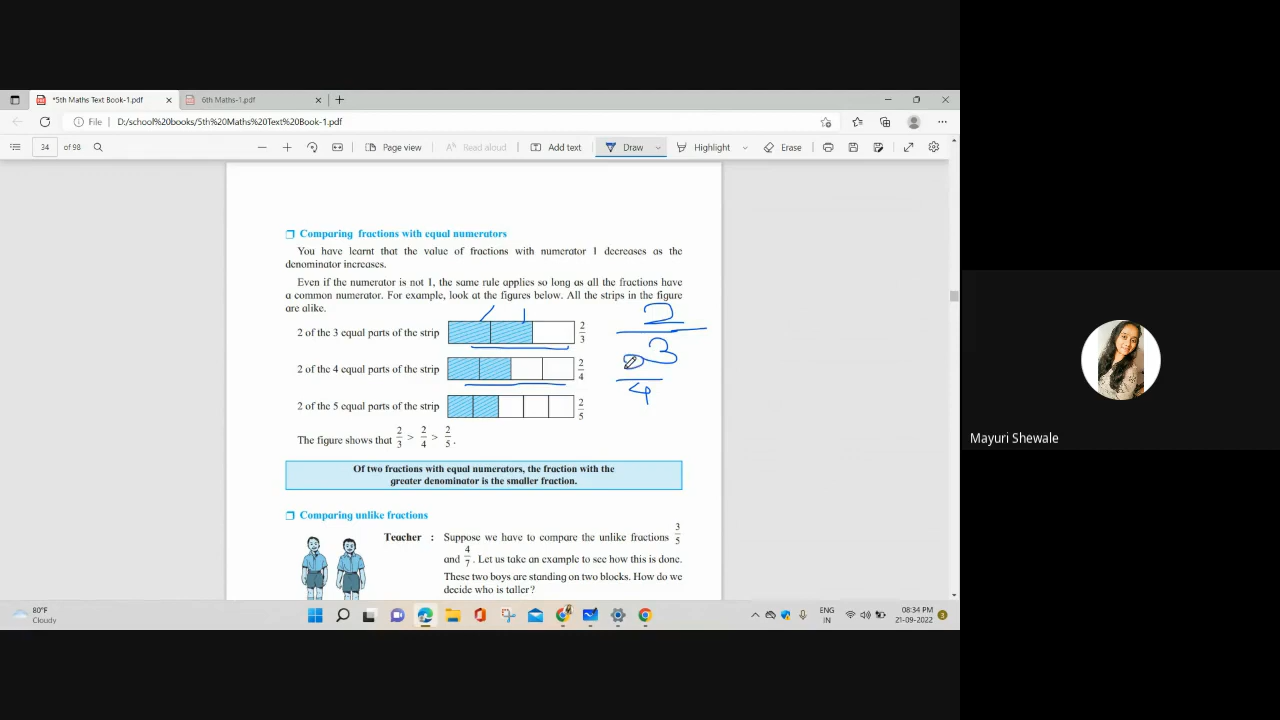 *5th Maths Text Book-1.pdf
6th Maths-1.pdf
File D:/school%20books/5th%20Maths%20Text%20Book-1.pdf
34 of 98 Page view Read aloud Add text Draw Highlight Erase
Comparing fractions with equal numerators
You have learnt that the value of fractions with numerator 1 decreases as the
denominator increases.
Even if the numerator is not 1, the same rule applies so long as all the fractions have
a common numerator. For example, look at the figures below. All the strips in the figure
are alike.
2 of the 3 equal parts of the strip 2/3
2 of the 4 equal parts of the strip 2/4
2 of the 5 equal parts of the strip 2/5
2
3
2
4
The figure shows that 2/3 > 2/4 > 2/5.
Of two fractions with equal numerators, the fraction with the
greater denominator is the smaller fraction.
Comparing unlike fractions
Teacher : Suppose we have to compare the unlike fractions 3/5
and 4/7. Let us take an example to see how this is done.
These two boys are standing on two blocks. How do we
decide who is taller?
Mayuri Shewale
80°F
Cloudy
ENG
IN
08:34 PM
21-09-2022
3